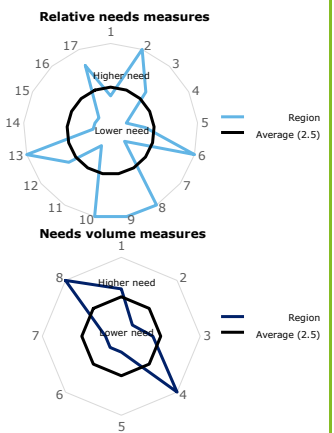 Relative needs measures
1
17
2
16
3
15
4
14
5
13
6
12
7
11
8
10
9
Higher need
Lower need
Region
Average (2.5)
Needs volume measures
1
8
2
7
3
6
4
5
Higher need
Lower need
Region
Average (2.5)